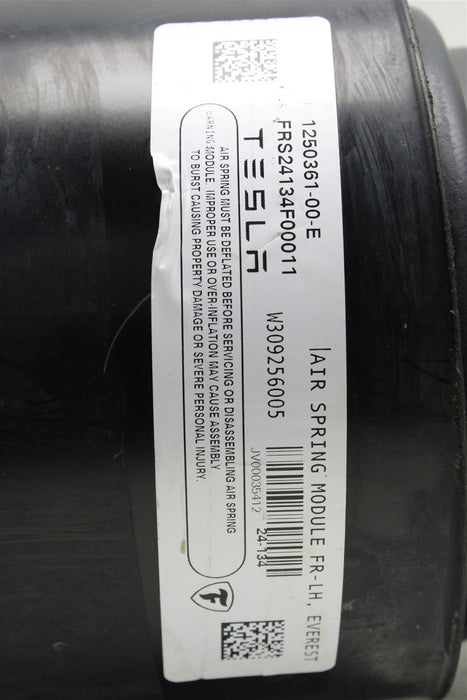 1250361-00-E
AIR SPRING MODULE FR-LH, EVEREST
FRS24134F00011
W309256005
TESLA
JV00035412
24-134
AIR SPRING MUST BE DEFLATED BEFORE SERVICING OR DISASSEMBLING AIR SPRING
WARNING: MODULE. IMPROPER USE OR OVER-INFLATION MAY CAUSE ASSEMBLY
TO BURST CAUSING PROPERTY DAMAGE OR SEVERE PERSONAL INJURY.
F